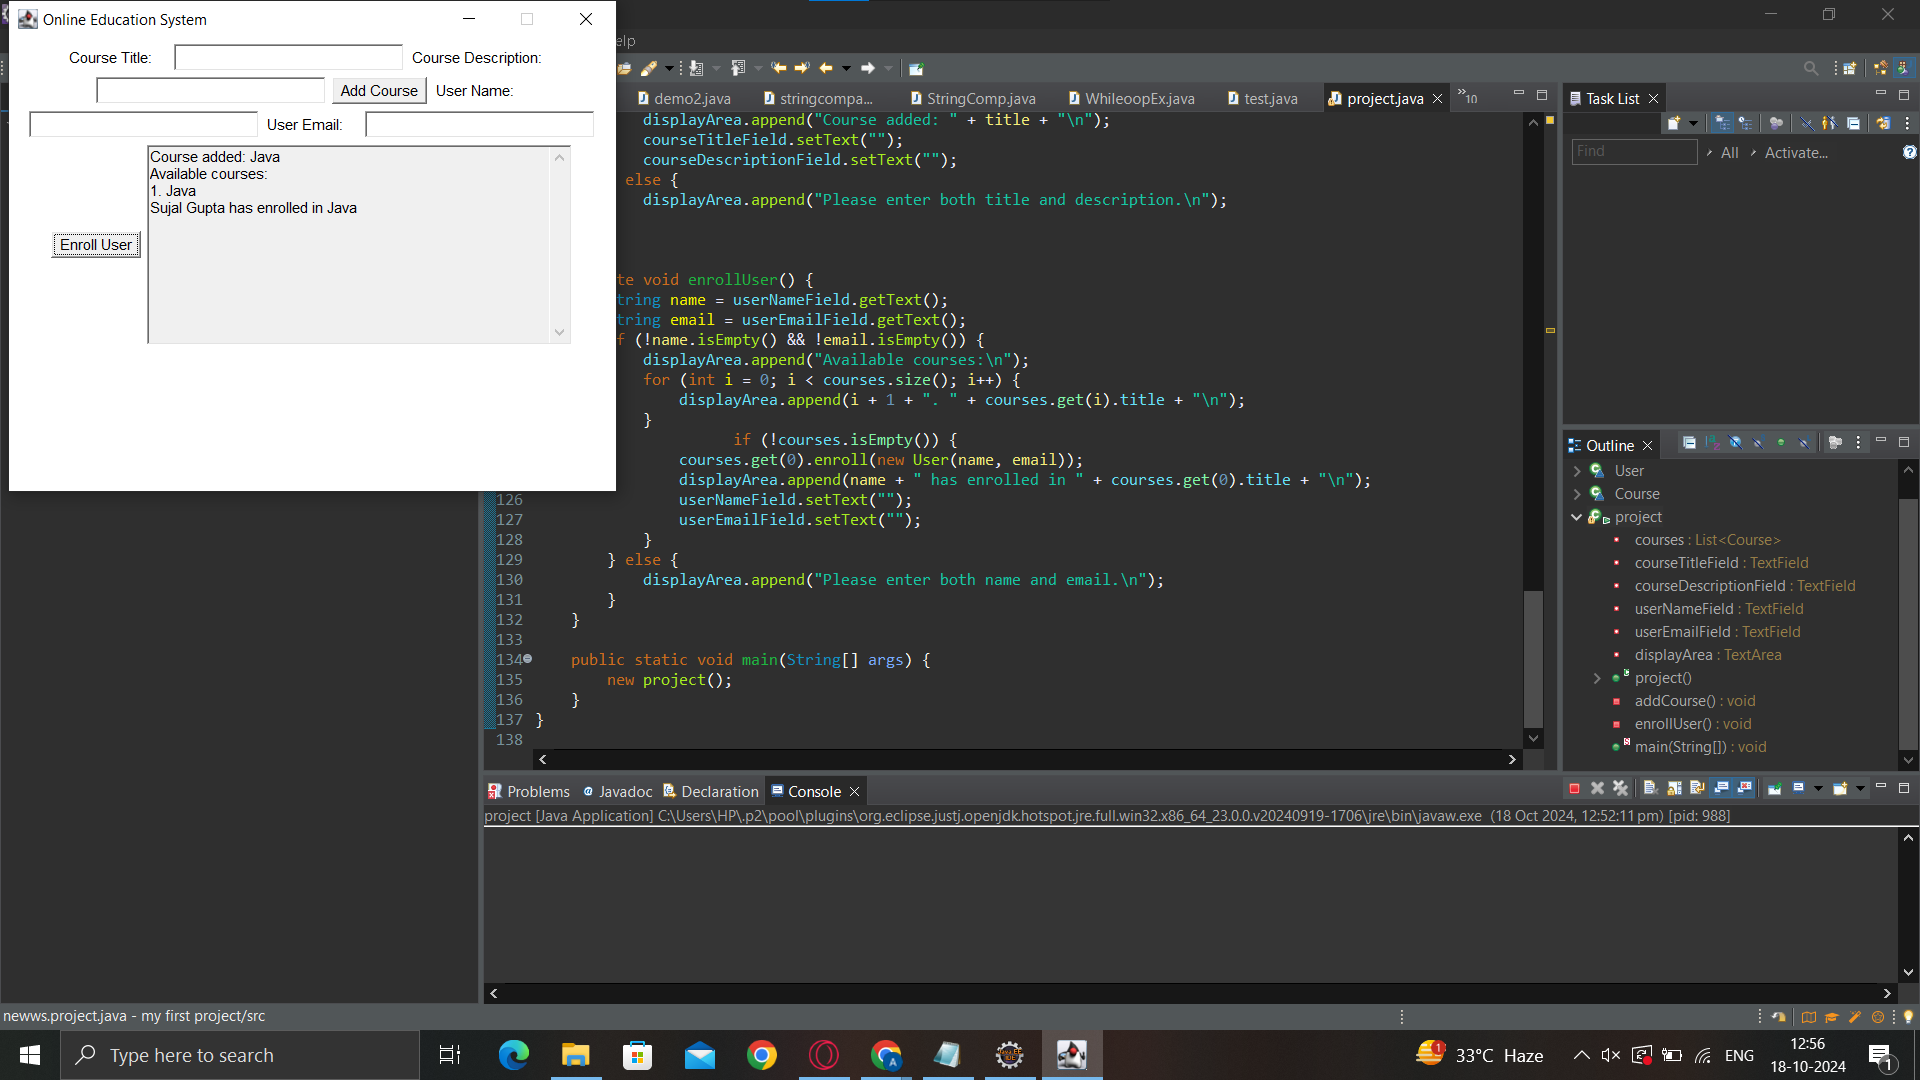 Online Education System
Course Title:
Course Description:
Add Course
User Name:
User Email:
Course added: Java
Available courses:
1. Java
Sujal Gupta has enrolled in Java
Enroll User
elp
demo2.java
stringcompa...
StringComp.java
WhileoopEx.java
test.java
project.java
»10
displayArea.append("Course added: " + title + "\n");
courseTitleField.setText("");
courseDescriptionField.setText("");
else {
displayArea.append("Please enter both title and description.\n");
te void enrollUser() {
tring name = userNameField.getText();
tring email = userEmailField.getText();
f (!name.isEmpty() && !email.isEmpty()) {
displayArea.append("Available courses:\n");
for (int i = 0; i < courses.size(); i++) {
displayArea.append(i + 1 + ". " + courses.get(i).title + "\n");
}
if (!courses.isEmpty()) {
courses.get(0).enroll(new User(name, email));
displayArea.append(name + " has enrolled in " + courses.get(0).title + "\n");
126 userNameField.setText("");
127 userEmailField.setText("");
128 }
129 } else {
130 displayArea.append("Please enter both name and email.\n");
131 }
132 }
133
134 public static void main(String[] args) {
135 new project();
136 }
137 }
138
Task List
Find
All
Activate...
Outline
User
Course
project
courses : List<Course>
courseTitleField : TextField
courseDescriptionField : TextField
userNameField : TextField
userEmailField : TextField
displayArea : TextArea
project()
addCourse() : void
enrollUser() : void
main(String[]) : void
Problems
Javadoc
Declaration
Console
project [Java Application] C:\Users\HP\.p2\pool\plugins\org.eclipse.justj.openjdk.hotspot.jre.full.win32.x86_64_23.0.0.v20240919-1706\jre\bin\javaw.exe (18 Oct 2024, 12:52:11 pm) [pid: 988]
newws.project.java - my first project/src
Type here to search
33°C Haze
ENG
12:56
18-10-2024
1